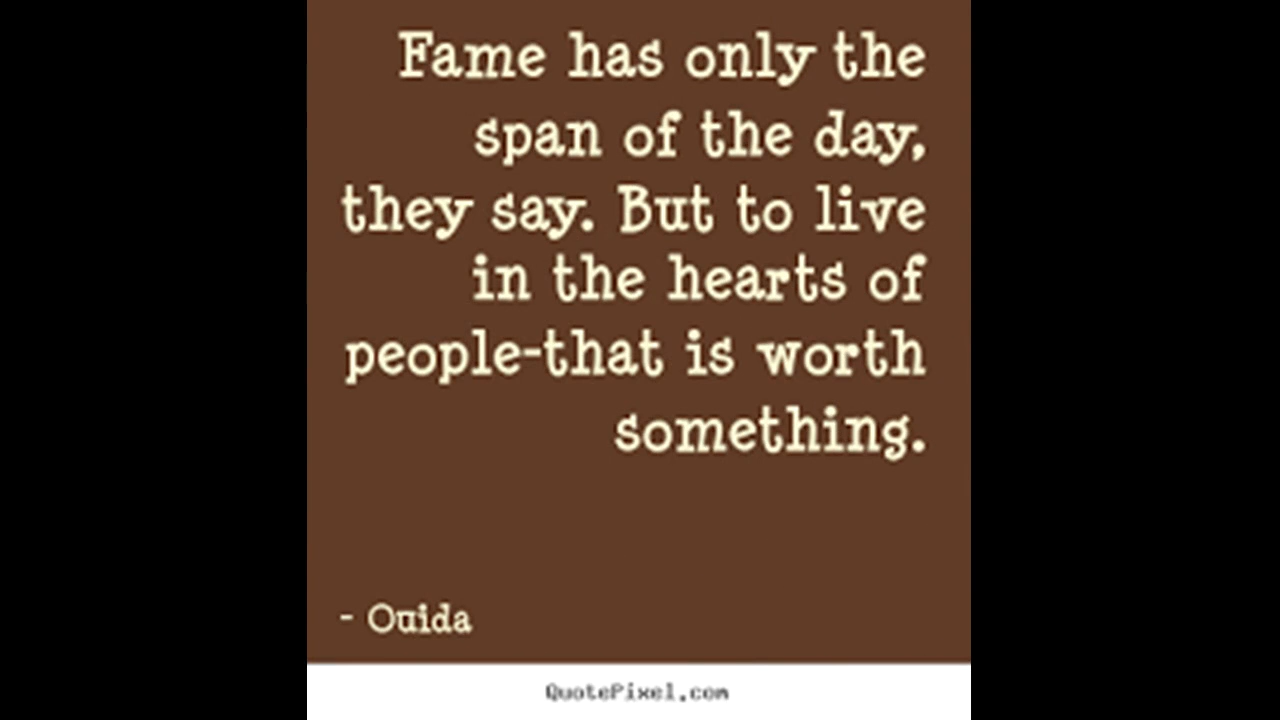 Fame has only the
span of the day,
they say. But to live
in the hearts of
people-that is worth
something.
- Ouida
QuotePixel.com